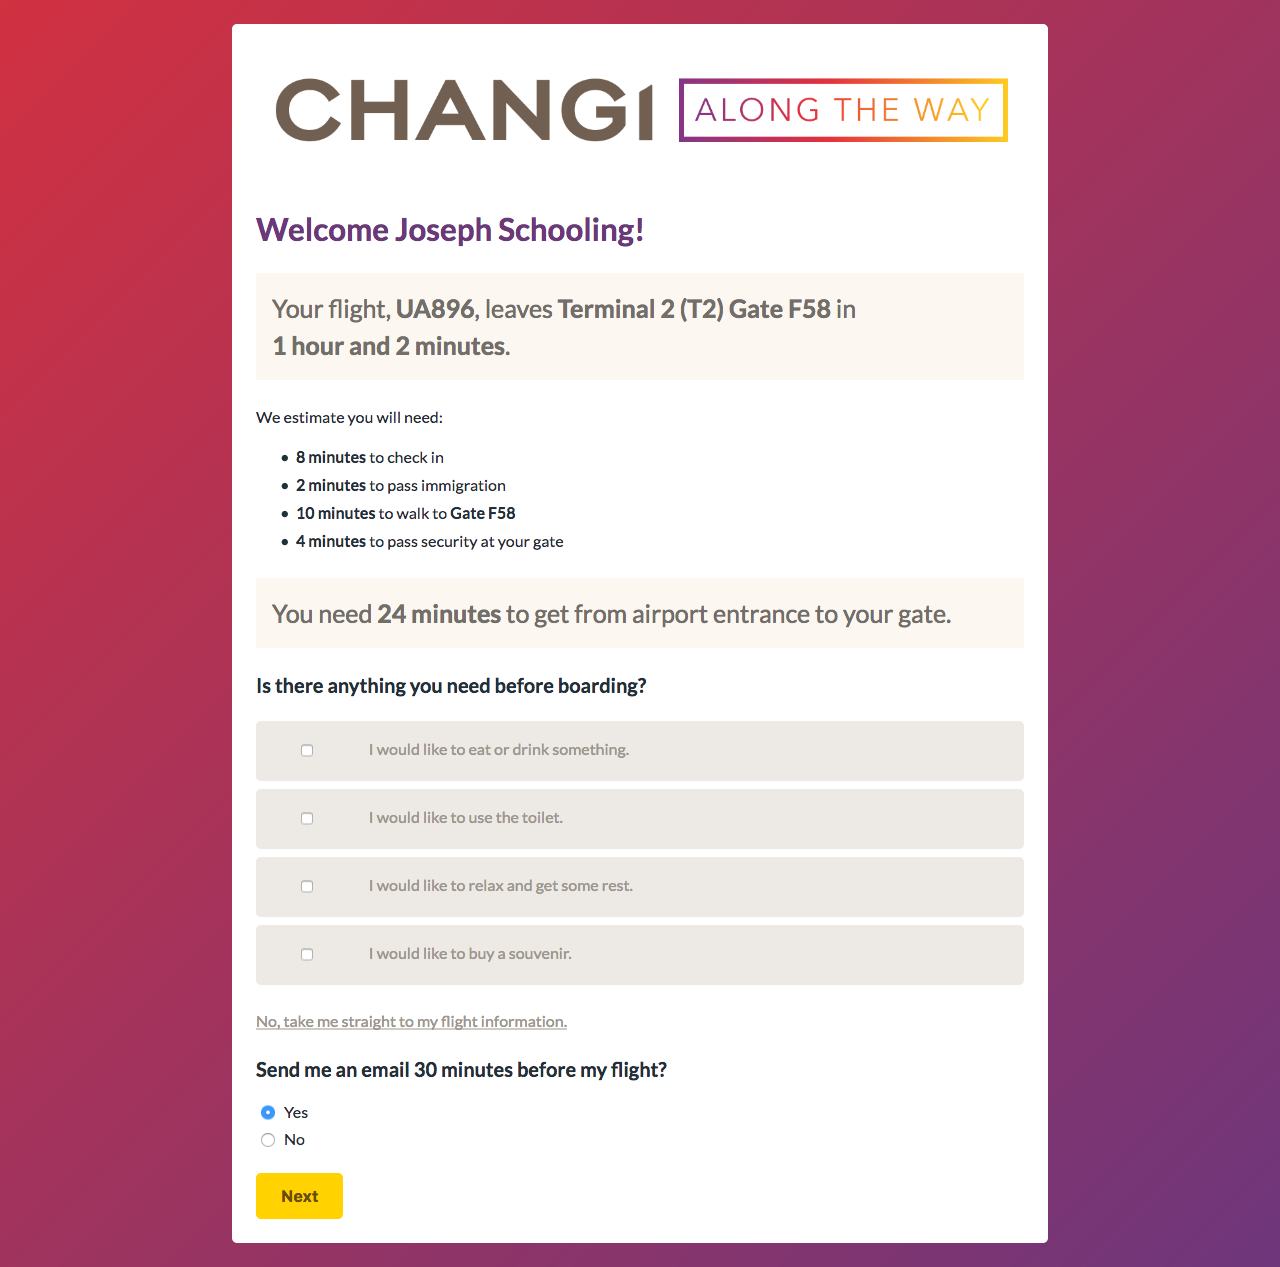 CHANGI ALONG THE WAY
Welcome Joseph Schooling!
Your flight, UA896, leaves Terminal 2 (T2) Gate F58 in
1 hour and 2 minutes.
We estimate you will need:
8 minutes to check in
2 minutes to pass immigration
10 minutes to walk to Gate F58
4 minutes to pass security at your gate
You need 24 minutes to get from airport entrance to your gate.
Is there anything you need before boarding?
I would like to eat or drink something.
I would like to use the toilet.
I would like to relax and get some rest.
I would like to buy a souvenir.
No, take me straight to my flight information.
Send me an email 30 minutes before my flight?
Yes
No
Next